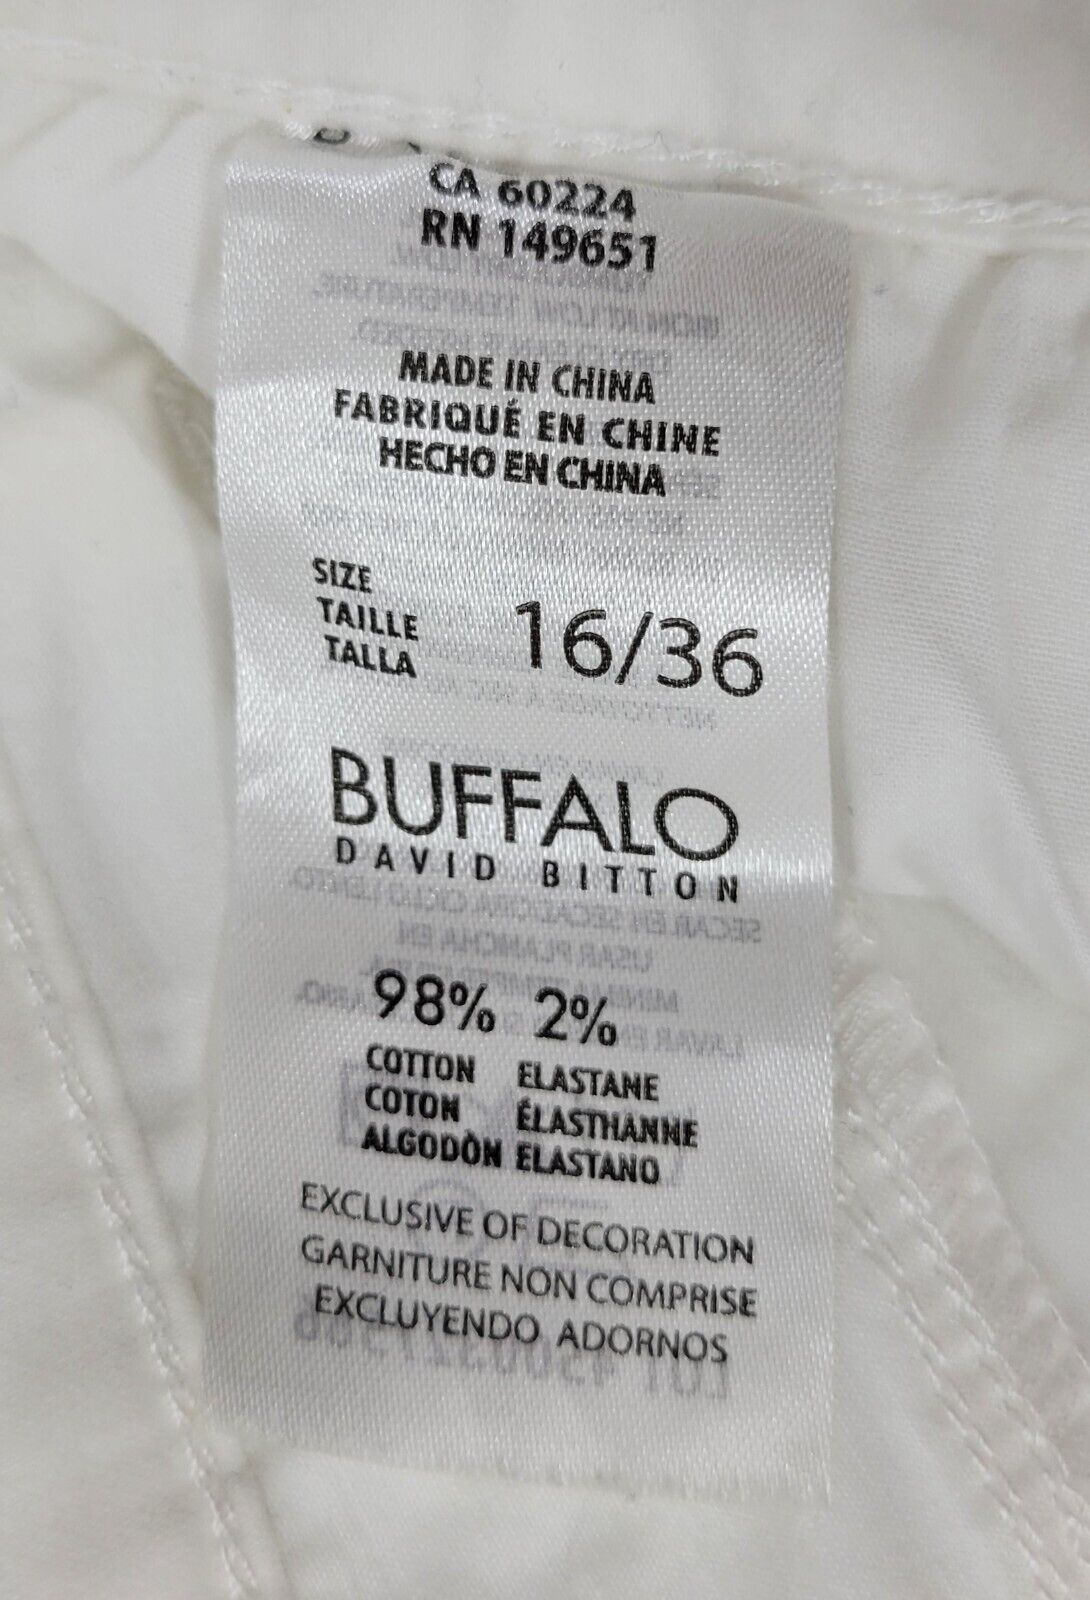 CA 60224
RN 149651
MADE IN CHINA
FABRIQUÉ EN CHINE
HECHO EN CHINA
SIZE
TAILLE
TALLA
16/36
BUFFALO
DAVID BITTON
98% 2%
COTTON ELASTANE
COTON ÉLASTHANNE
ALGODÒN ELASTANO
EXCLUSIVE OF DECORATION
GARNITURE NON COMPRISE
EXCLUYENDO ADORNOS